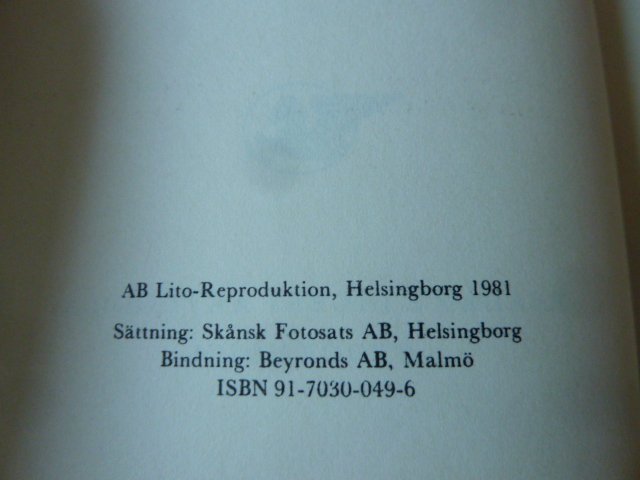 AB Lito-Reproduktion, Helsingborg 1981
Sättning: Skånsk Fotosats AB, Helsingborg
Bindning: Beyronds AB, Malmö
ISBN 91-7030-049-6